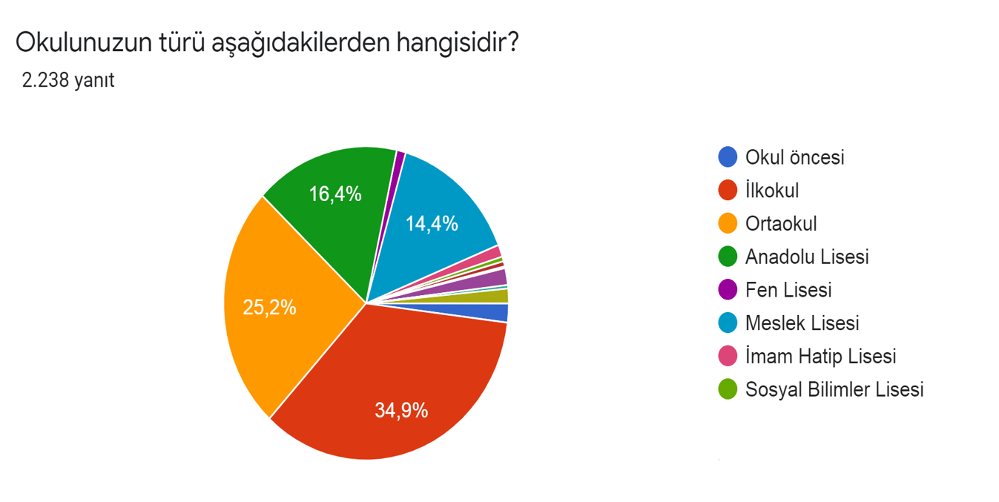 Okulunuzun türü aşağıdakilerden hangisidir?
2.238 yanıt
16,4%
14,4%
25,2%
34,9%
Okul öncesi
İlkokul
Ortaokul
Anadolu Lisesi
Fen Lisesi
Meslek Lisesi
İmam Hatip Lisesi
Sosyal Bilimler Lisesi